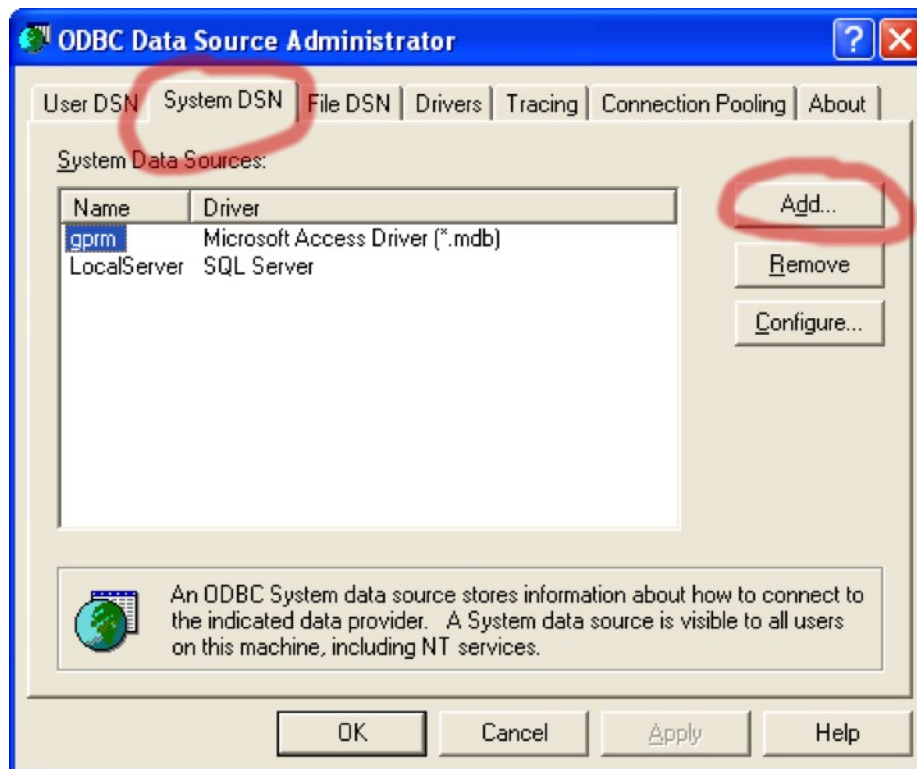 ODBC Data Source Administrator
User DSN System DSN File DSN Drivers Tracing Connection Pooling About
System Data Sources:
Name Driver
gprm Microsoft Access Driver (*.mdb)
LocalServer SQL Server
Add...
Remove
Configure...
An ODBC System data source stores information about how to connect to
the indicated data provider. A System data source is visible to all users
on this machine, including NT services.
OK Cancel Apply Help